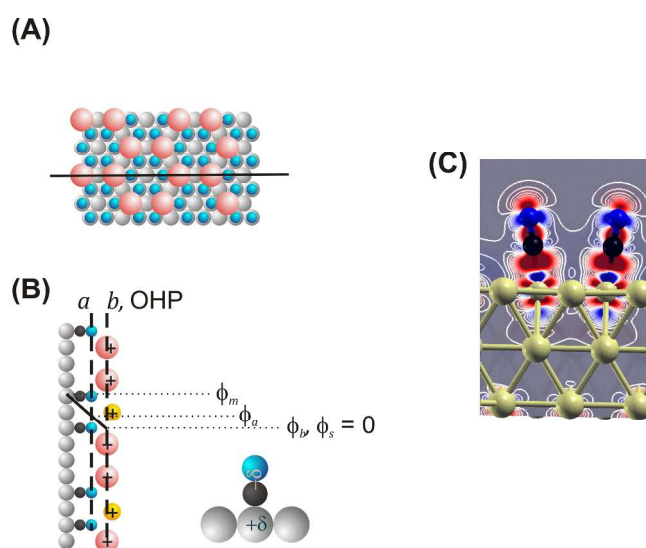 (A)
(C)
(B)
a
b, OHP
+
+
ϕm
+
ϕa
ϕb, ϕs = 0
+
+
+
+
-δ
+δ